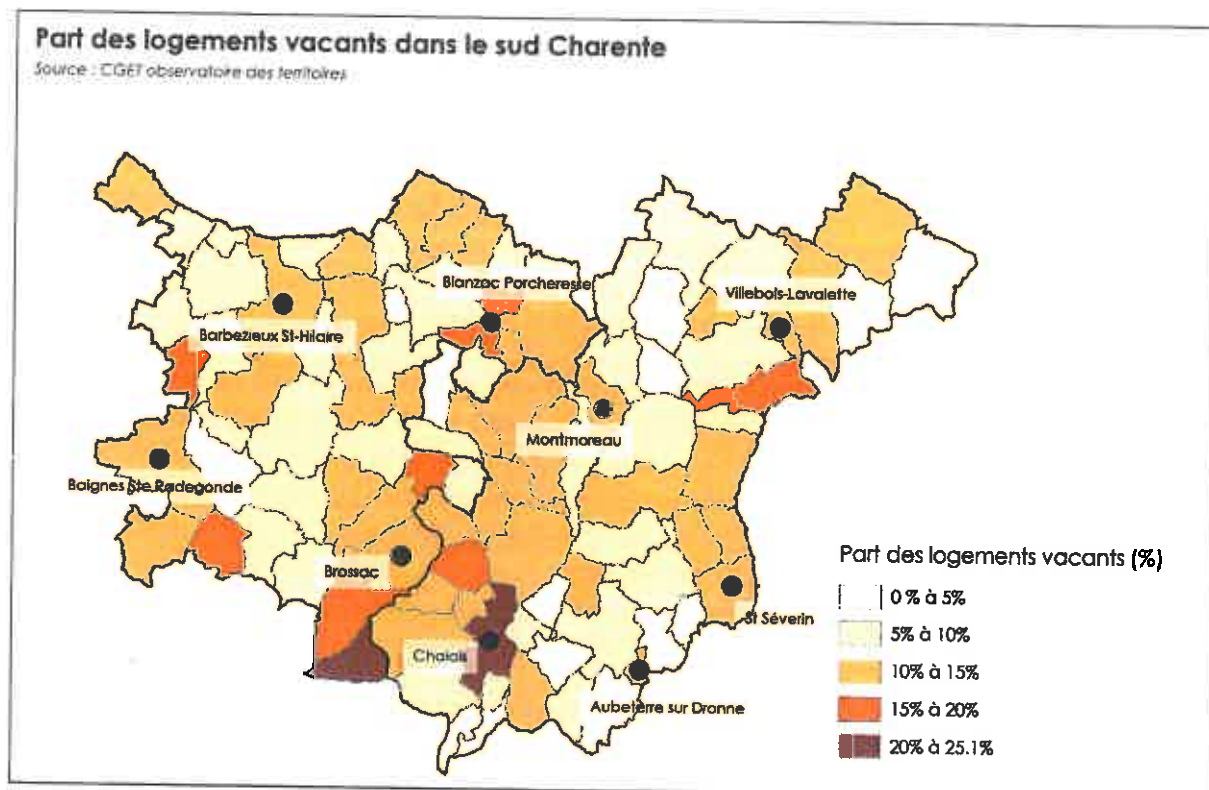 Part des logements vacants dans le sud Charente
Source : CGET observatoire des territoires
Blanzac Porchereste
Villebois-Lavalette
Barbezieux St-Hilaire
Montmoreau
Baignes Ste Radegonde
Brossac
St Séverin
Chalais
Aubeterre sur Dronne
Part des logements vacants (%)
0 % à 5%
5% à 10%
10% à 15%
15% à 20%
20% à 25.1%